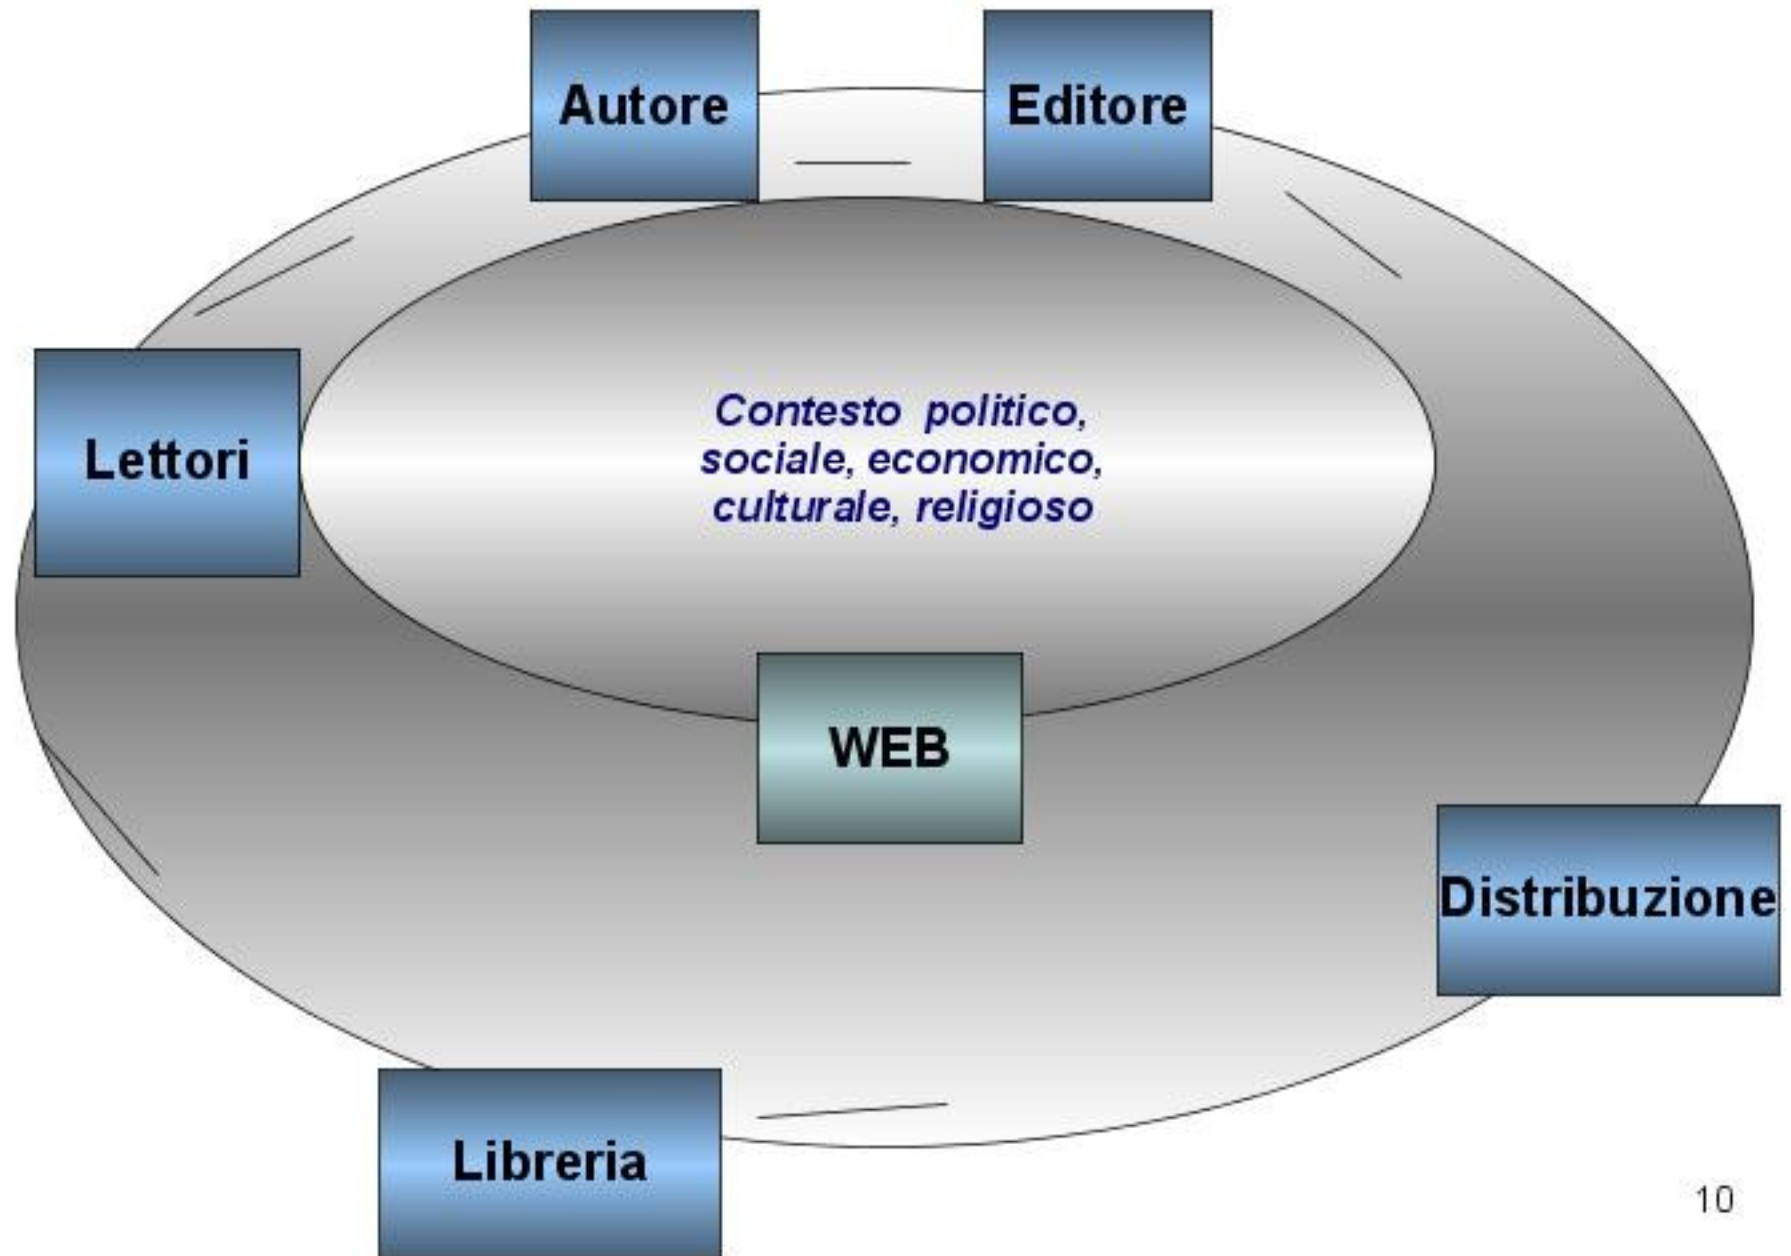 Autore
Editore
Lettori
Contesto politico,
sociale, economico,
culturale, religioso
WEB
Distribuzione
Libreria
10